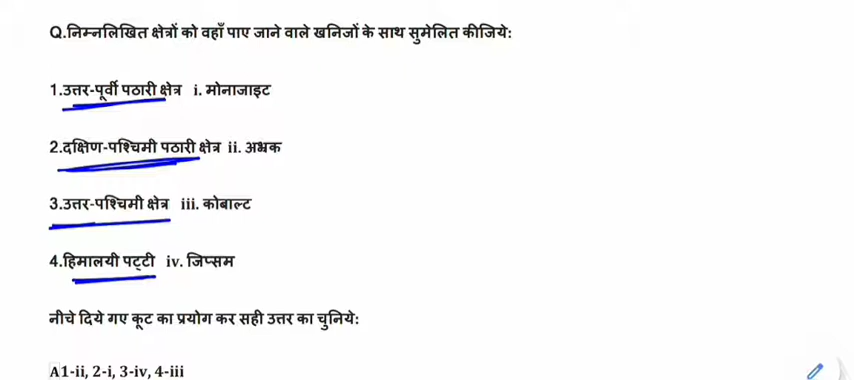 Q.निम्नलिखित क्षेत्रों को वहाँ पाए जाने वाले खनिजों के साथ सुमेलित कीजिये:
1.उत्तर-पूर्वी पठारी क्षेत्र i. मोनाजाइट
2.दक्षिण-पश्चिमी पठारी क्षेत्र ii. अभ्रक
3.उत्तर-पश्चिमी क्षेत्र iii. कोबाल्ट
4.हिमालयी पट्टी iv. जिप्सम
नीचे दिये गए कूट का प्रयोग कर सही उत्तर का चुनिये:
A1-ii, 2-i, 3-iv, 4-iii